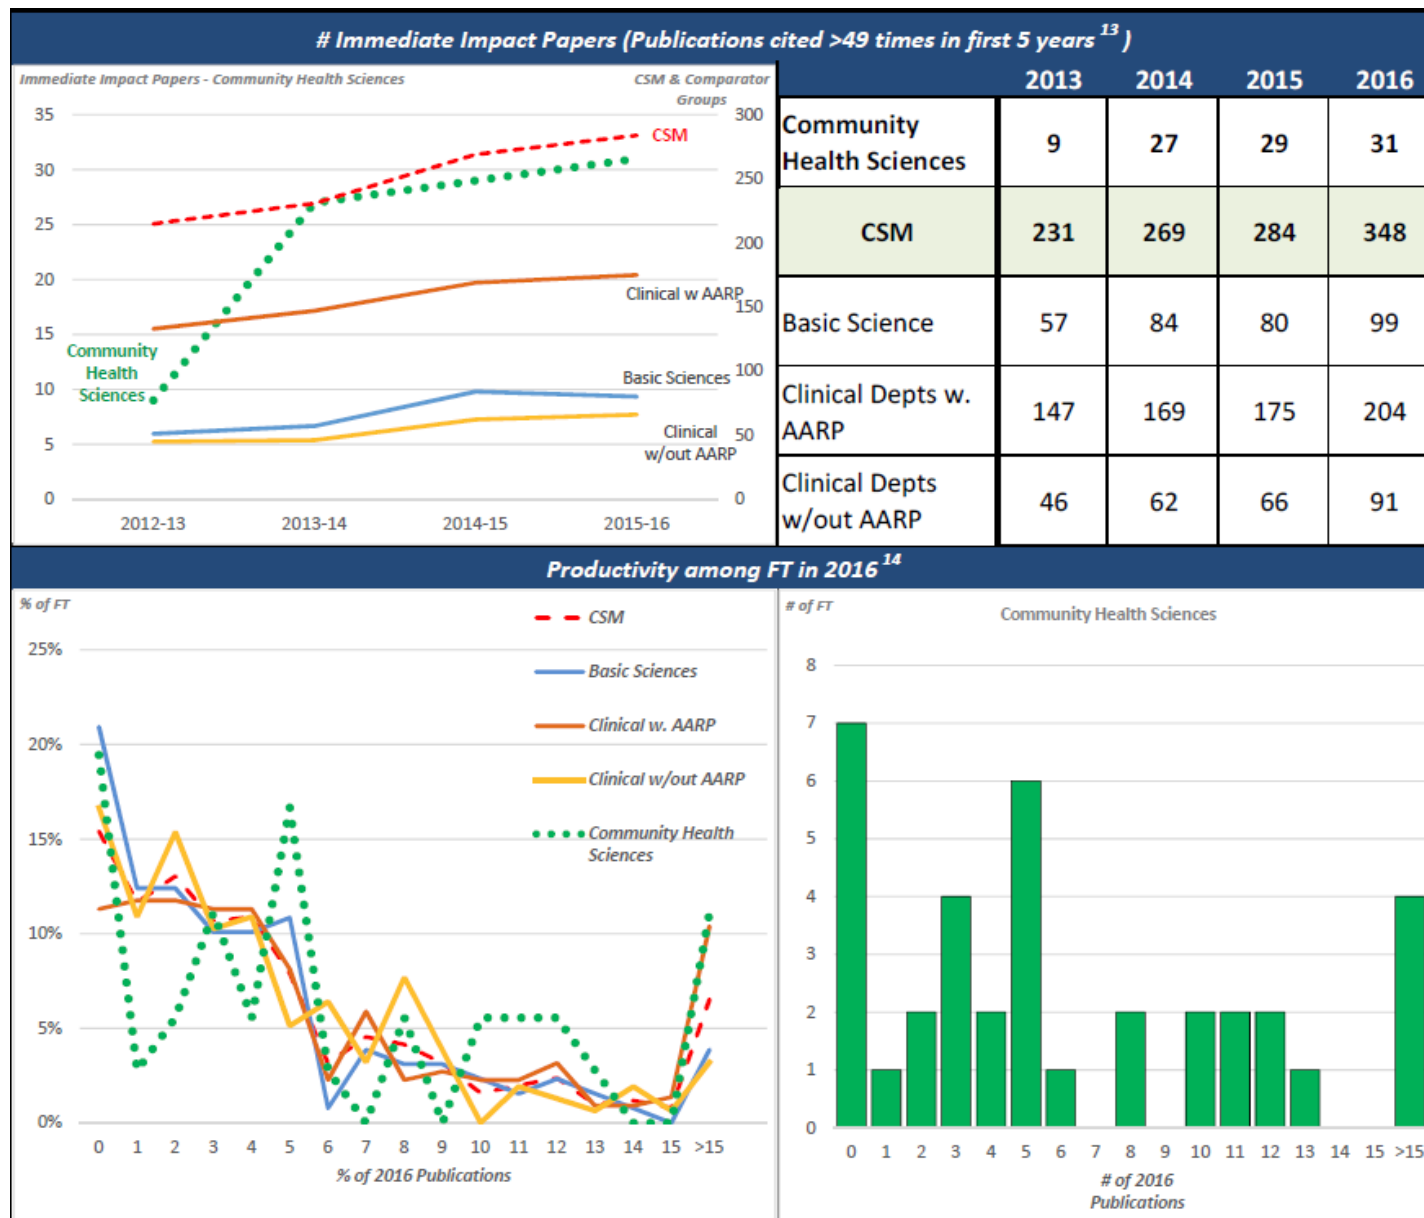 # Immediate Impact Papers (Publications cited >49 times in first 5 years 13 )
Immediate Impact Papers - Community Health Sciences
CSM & Comparator
Groups
35
30
25
20
15
10
5
0
300
250
200
150
100
50
0
CSM
Clinical w AARP
Community
Health
Sciences
Basic Sciences
Clinical
w/out AARP
2012-13 2013-14 2014-15 2015-16
2013 2014 2015 2016
Community
Health Sciences 9 27 29 31
CSM 231 269 284 348
Basic Science 57 84 80 99
Clinical Depts w.
AARP 147 169 175 204
Clinical Depts
w/out AARP 46 62 66 91
Productivity among FT in 2016 14
% of FT
25%
20%
15%
10%
5%
0%
CSM
Basic Sciences
Clinical w. AARP
Clinical w/out AARP
Community Health
Sciences
0 1 2 3 4 5 6 7 8 9 10 11 12 13 14 15 >15
% of 2016 Publications
# of FT
Community Health Sciences
8
7
6
5
4
3
2
1
0
0 1 2 3 4 5 6 7 8 9 10 11 12 13 14 15 >15
# of 2016
Publications